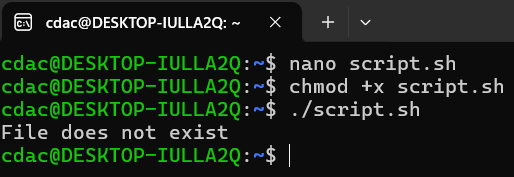 cdac@DESKTOP-IULLA2Q: ~
cdac@DESKTOP-IULLA2Q:~$ nano script.sh
cdac@DESKTOP-IULLA2Q:~$ chmod +x script.sh
cdac@DESKTOP-IULLA2Q:~$ ./script.sh
File does not exist
cdac@DESKTOP-IULLA2Q:~$